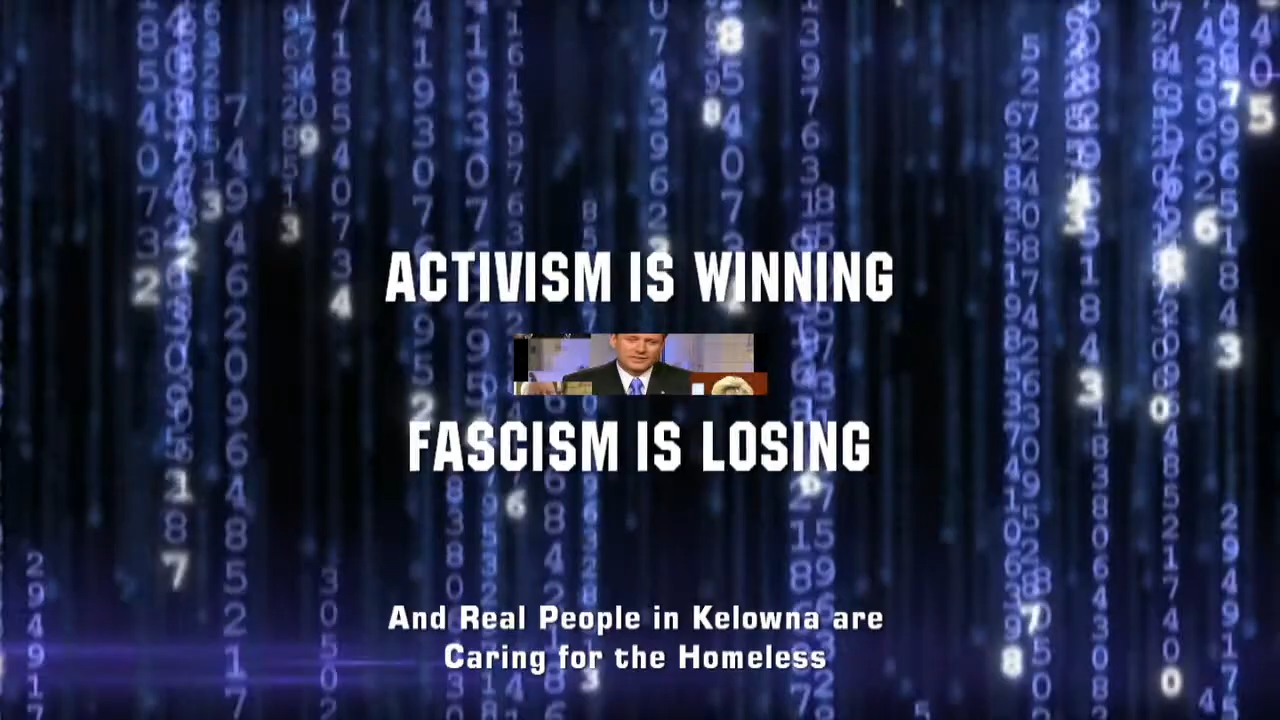 ACTIVISM IS WINNING
FASCISM IS LOSING
And Real People in Kelowna are
Caring for the Homeless